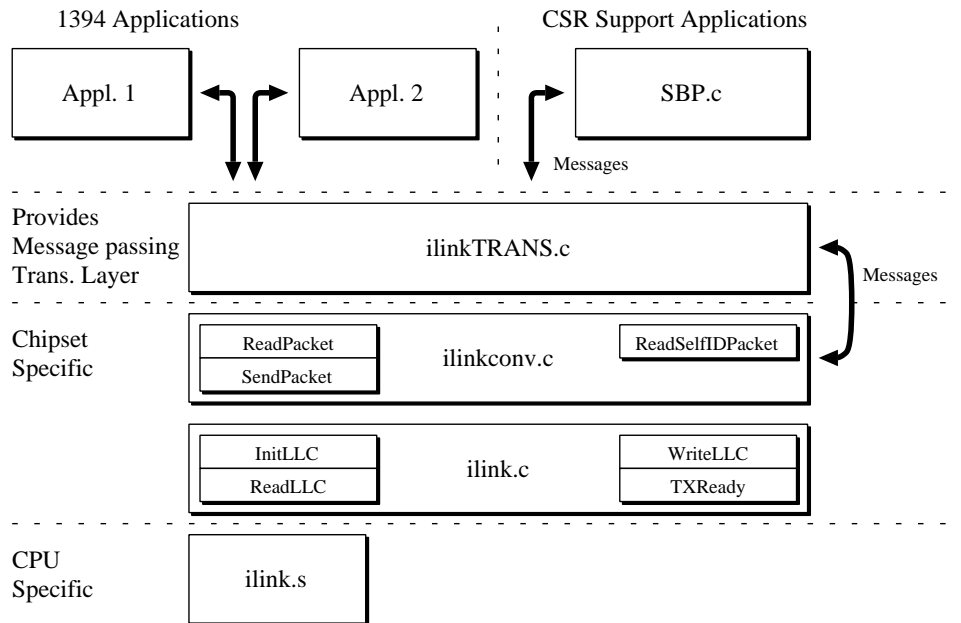 1394 Applications
CSR Support Applications
Appl. 1
Appl. 2
SBP.c
Messages
Provides
Message passing
Trans. Layer
ilinkTRANS.c
Messages
Chipset
Specific
ReadPacket
SendPacket
ilinkconv.c
ReadSelfIDPacket
InitLLC
ReadLLC
ilink.c
WriteLLC
TXReady
CPU
Specific
ilink.s